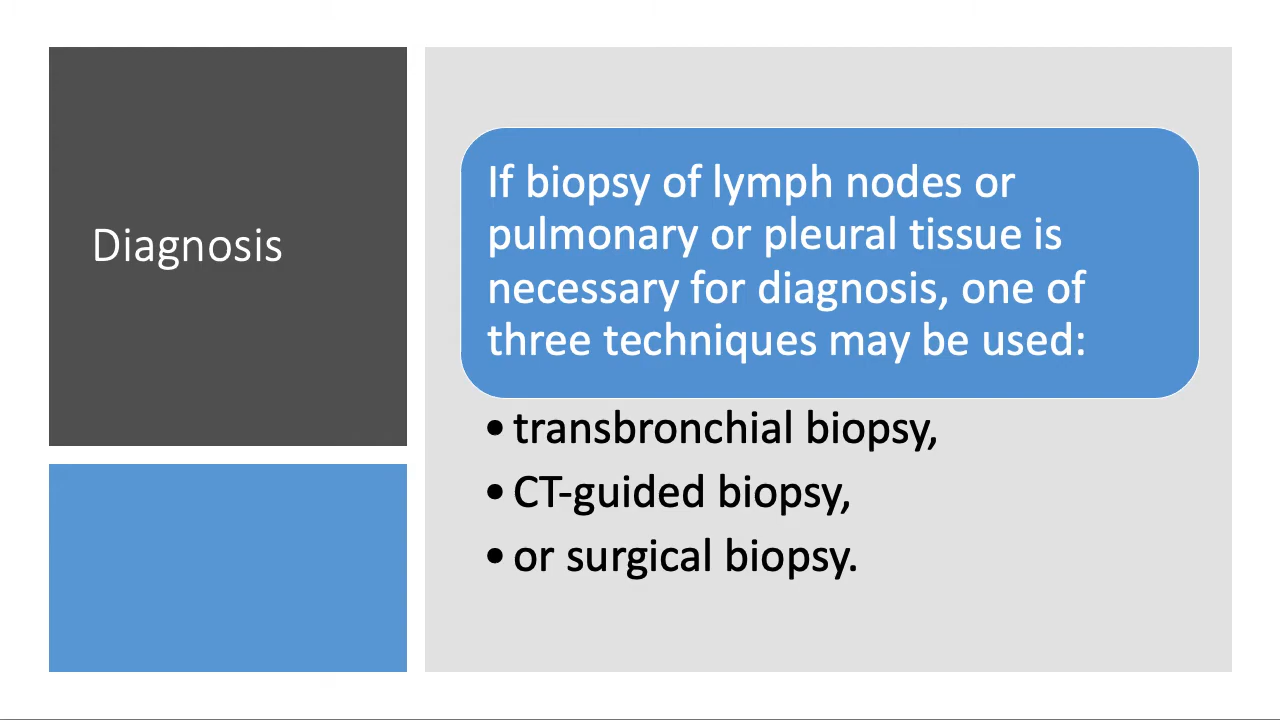 Diagnosis
If biopsy of lymph nodes or
pulmonary or pleural tissue is
necessary for diagnosis, one of
three techniques may be used:
• transbronchial biopsy,
• CT-guided biopsy,
• or surgical biopsy.